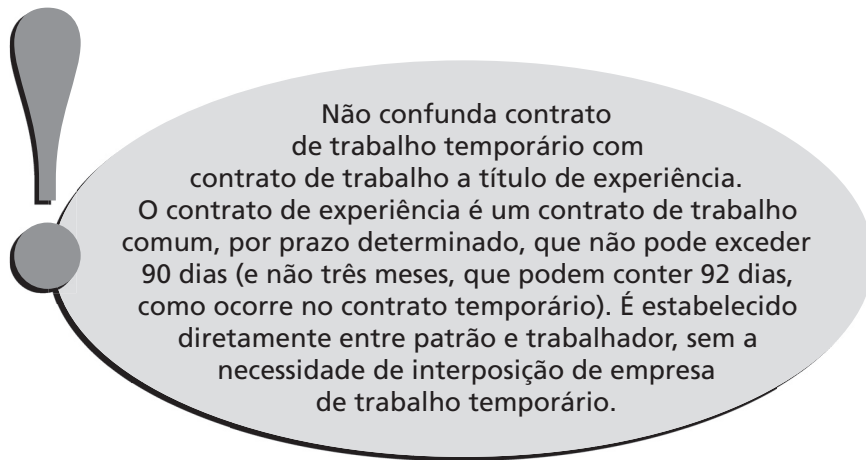 Não confunda contrato
de trabalho temporário com
contrato de trabalho a título de experiência.
O contrato de experiência é um contrato de trabalho
comum, por prazo determinado, que não pode exceder
90 dias (e não três meses, que podem conter 92 dias,
como ocorre no contrato temporário). É estabelecido
diretamente entre patrão e trabalhador, sem a
necessidade de interposição de empresa
de trabalho temporário.